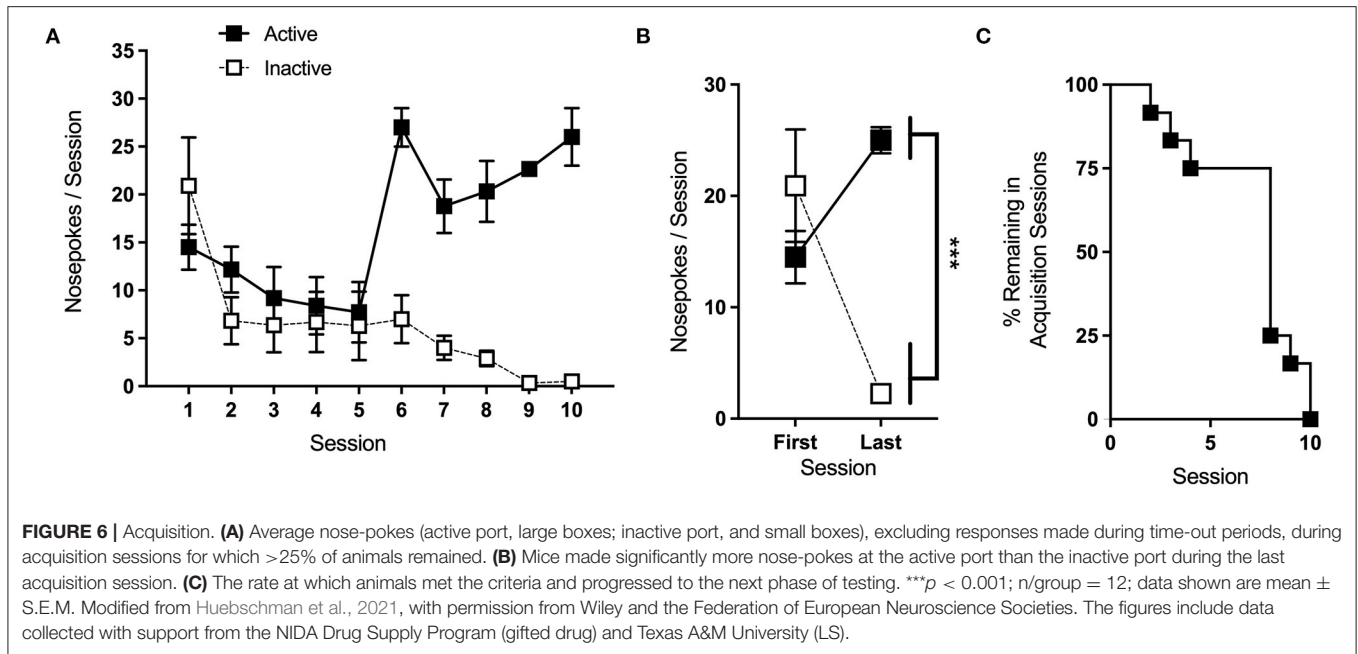 A
Active
Inactive
35
30
25
20
15
10
5
0
Nosepokes / Session
1 2 3 4 5 6 7 8 9 10
Session
B
30
20
10
0
Nosepokes / Session
***
First Last
Session
C
100
75
50
25
0
% Remaining in
Acquisition Sessions
0 5 10
Session
FIGURE 6 | Acquisition. (A) Average nose-pokes (active port, large boxes; inactive port, and small boxes), excluding responses made during time-out periods, during
acquisition sessions for which >25% of animals remained. (B) Mice made significantly more nose-pokes at the active port than the inactive port during the last
acquisition session. (C) The rate at which animals met the criteria and progressed to the next phase of testing. ***p < 0.001; n/group = 12; data shown are mean ±
S.E.M. Modified from Huebschman et al., 2021, with permission from Wiley and the Federation of European Neuroscience Societies. The figures include data
collected with support from the NIDA Drug Supply Program (gifted drug) and Texas A&M University (LS).